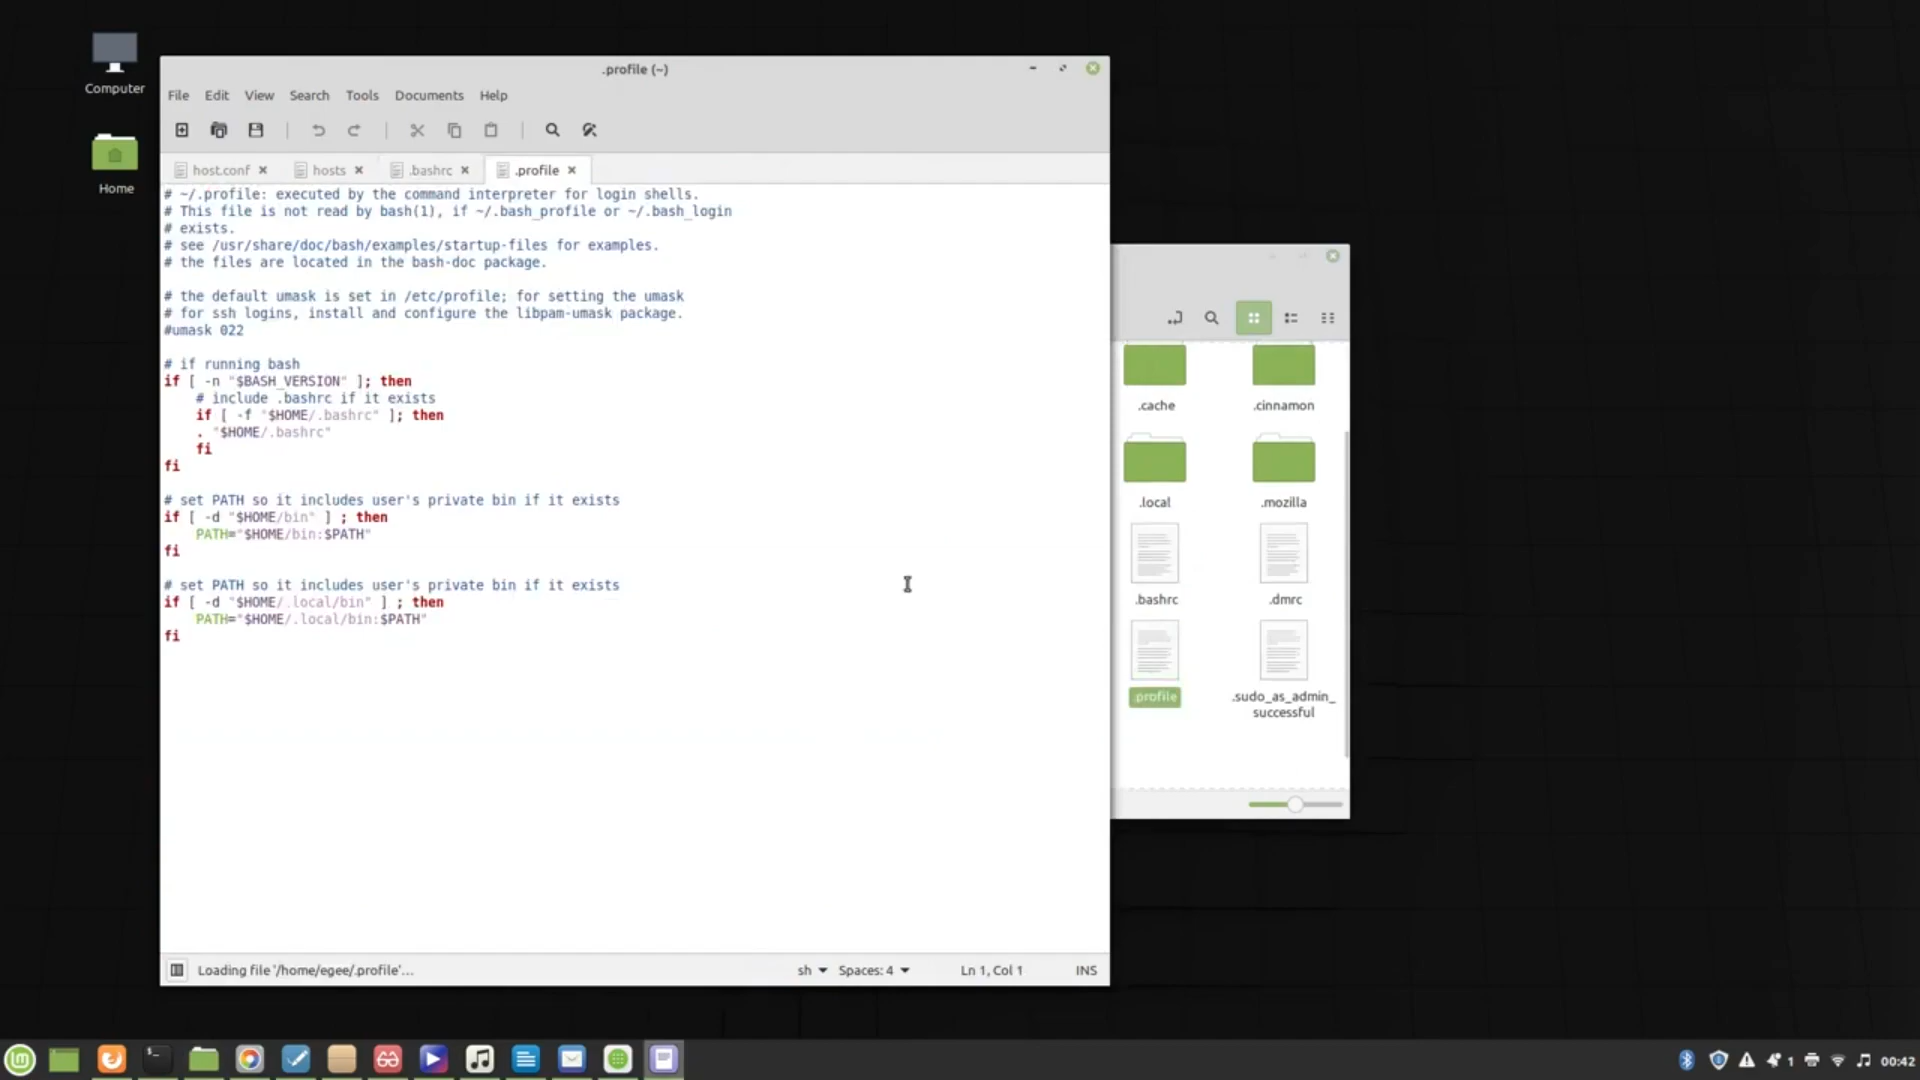 Computer
Home
.profile (~)
File Edit View Search Tools Documents Help
host.conf hosts .bashrc .profile
# ~/.profile: executed by the command interpreter for login shells.
# This file is not read by bash(1), if ~/.bash_profile or ~/.bash_login
# exists.
# see /usr/share/doc/bash/examples/startup-files for examples.
# the files are located in the bash-doc package.
# the default umask is set in /etc/profile; for setting the umask
# for ssh logins, install and configure the libpam-umask package.
#umask 022
# if running bash
if [ -n "$BASH_VERSION" ]; then
# include .bashrc if it exists
if [ -f "$HOME/.bashrc" ]; then
. "$HOME/.bashrc"
fi
fi
# set PATH so it includes user's private bin if it exists
if [ -d "$HOME/bin" ] ; then
PATH="$HOME/bin:$PATH"
fi
# set PATH so it includes user's private bin if it exists
if [ -d "$HOME/.local/bin" ] ; then
PATH="$HOME/.local/bin:$PATH"
fi
Loading file '/home/egee/.profile'…
sh Spaces: 4 Ln 1, Col 1 INS
.cache .cinnamon
.local .mozilla
.bashrc .dmrc
.profile .sudo_as_admin_
successful
1 00:42